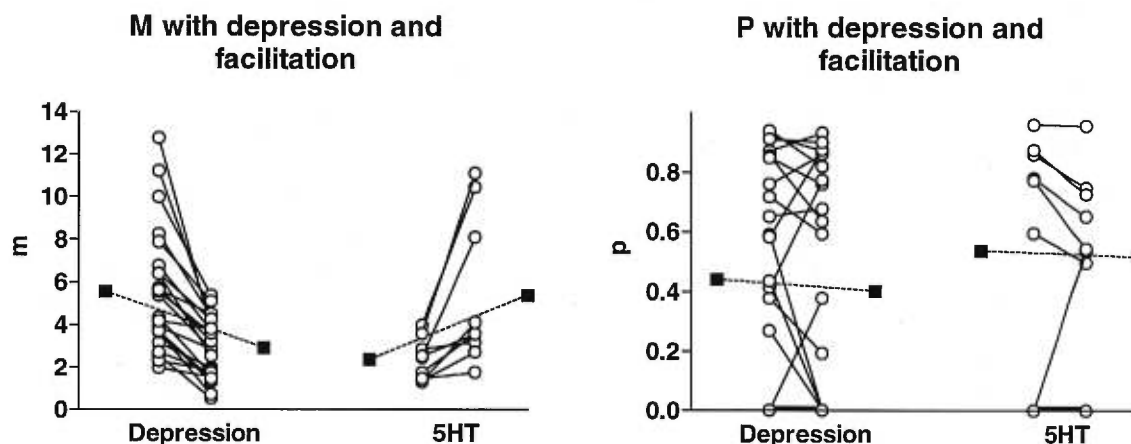 M with depression and
facilitation
14
12
10
8
6
4
2
0
m
Depression
5HT
P with depression and
facilitation
0.8
0.6
0.4
0.2
0.0
p
Depression
5HT